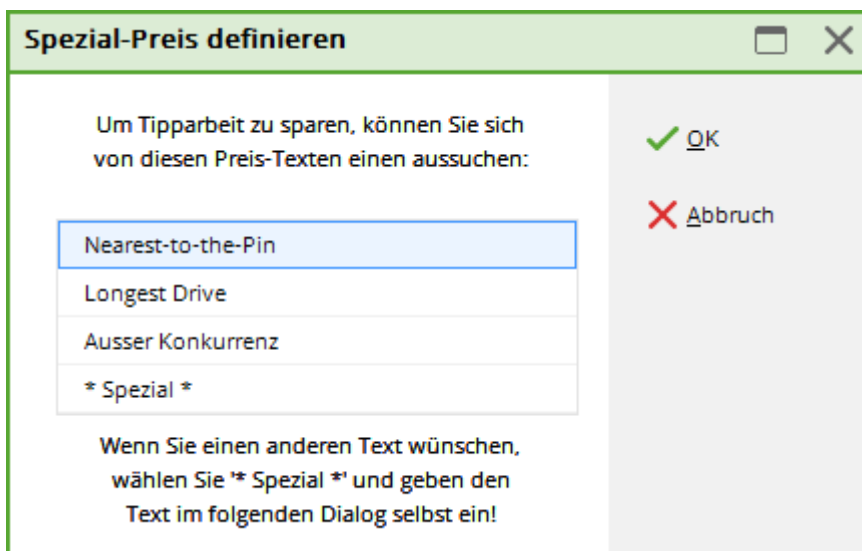 Spezial-Preis definieren
Um Tipparbeit zu sparen, können Sie sich
von diesen Preis-Texten einen aussuchen:
Nearest-to-the-Pin
Longest Drive
Ausser Konkurrenz
* Spezial *
Wenn Sie einen anderen Text wünschen,
wählen Sie '* Spezial *' und geben den
Text im folgenden Dialog selbst ein!
OK
Abbruch